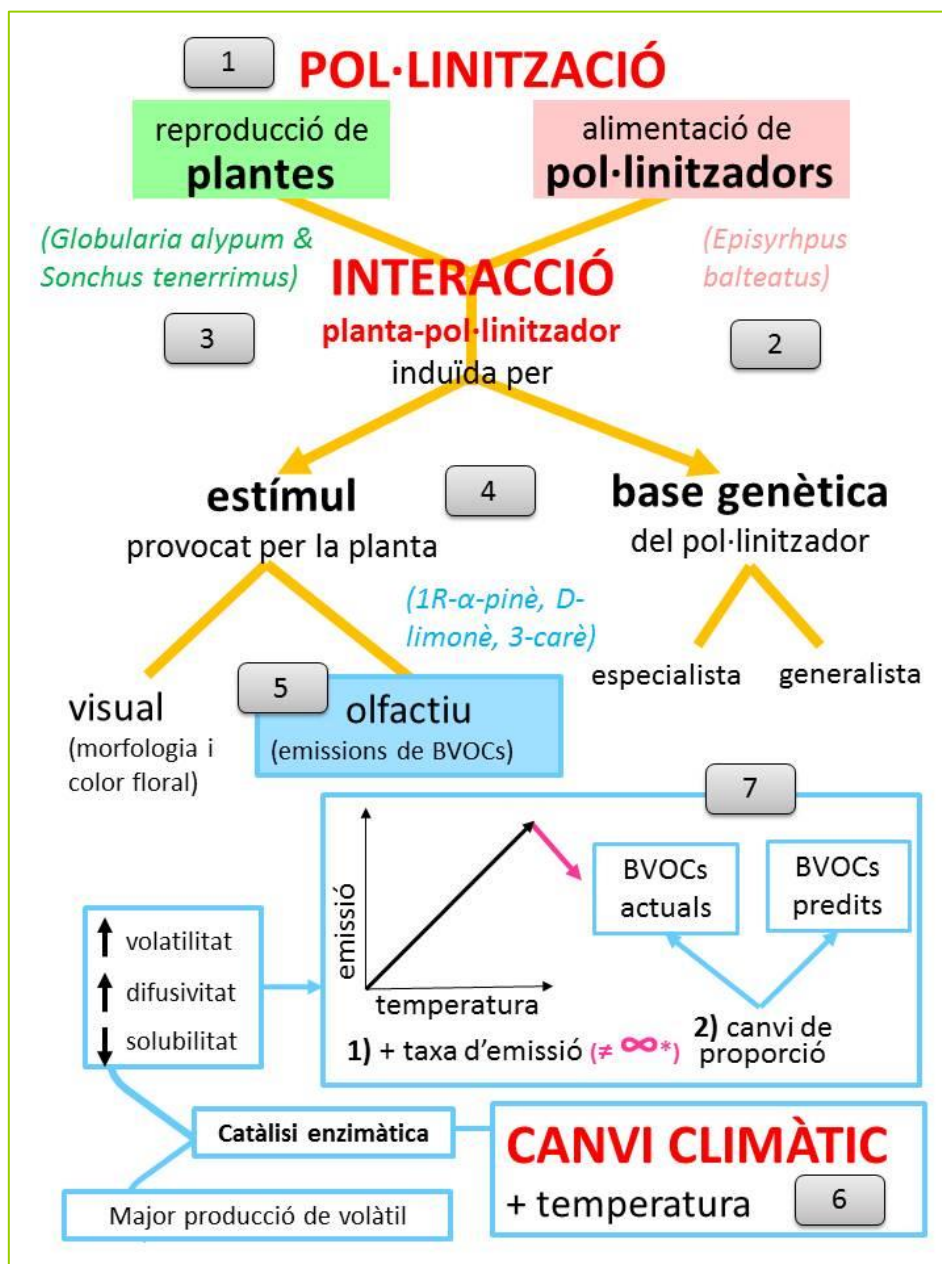 1
POL·LINITZACIÓ
reproducció de
plantes
alimentació de
pol·linitzadors
(Globularia alypum &
Sonchus tenerrimus)
(Episyrhpus
balteatus)
INTERACCIÓ
planta-pol·linitzador
induïda per
3
2
estímul
provocat per la planta
4
base genètica
del pol·linitzador
(1R-α-pinè, D-
limonè, 3-carè)
especialista
generalista
visual
(morfologia i
color floral)
5
olfactiu
(emissions de BVOCs)
7
emissió
temperatura
BVOCs
actuals
BVOCs
predits
1) + taxa d'emissió (≠ ∞*)
2) canvi de
proporció
volatilitat
difusivitat
solubilitat
Catàlisi enzimàtica
Major producció de volàtil
CANVI CLIMÀTIC
+ temperatura
6